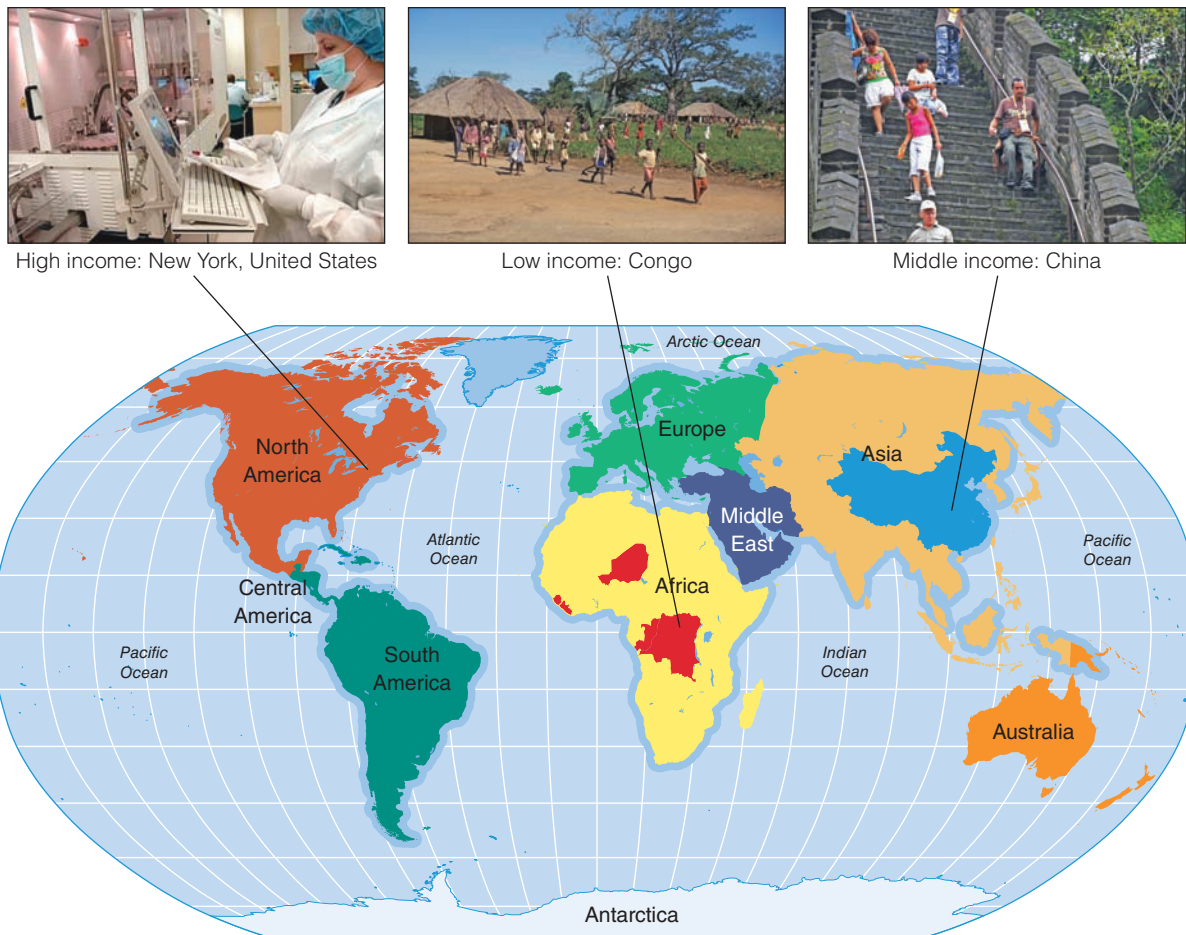 High income: New York, United States
Low income: Congo
Middle income: China
Arctic Ocean
North
America
Europe
Asia
Middle
East
Atlantic
Ocean
Pacific
Ocean
Africa
Central
America
Pacific
Ocean
South
America
Indian
Ocean
Australia
Antarctica